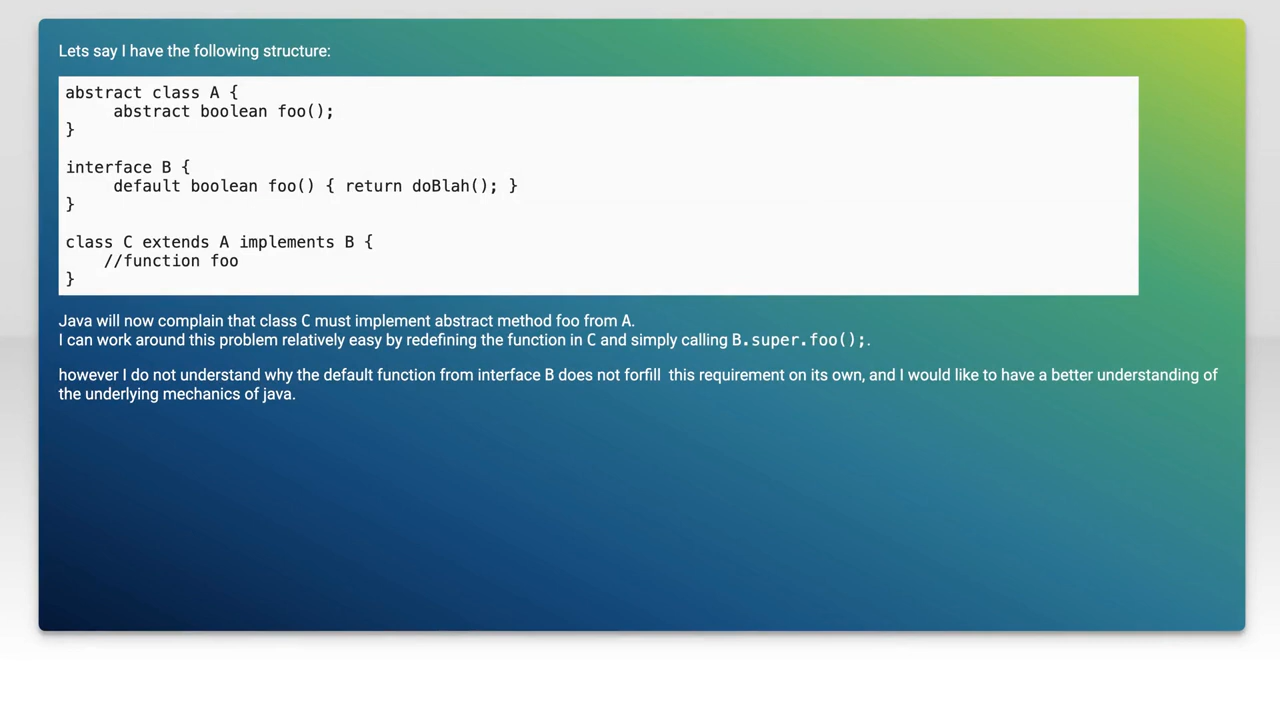 Lets say I have the following structure:
abstract class A {
     abstract boolean foo();
}

interface B {
     default boolean foo() { return doBlah(); }
}

class C extends A implements B {
    //function foo
}
Java will now complain that class C must implement abstract method foo from A.
I can work around this problem relatively easy by redefining the function in C and simply calling B.super.foo();.
however I do not understand why the default function from interface B does not forfill  this requirement on its own, and I would like to have a better understanding of
the underlying mechanics of java.